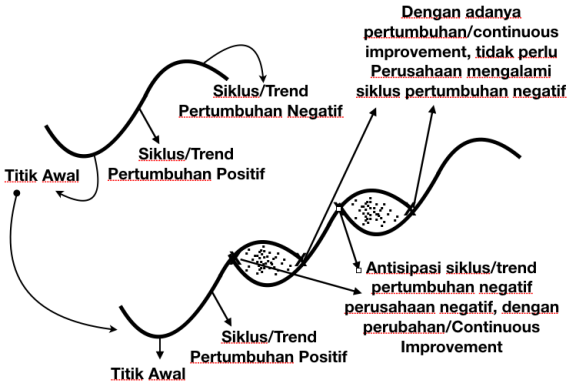 Dengan adanya
pertumbuhan/continuous
improvement, tidak perlu
Perusahaan mengalami
siklus pertumbuhan negatif
Siklus/Trend
Pertumbuhan Negatif
Siklus/Trend
Pertumbuhan Positif
Titik Awal
Antisipasi siklus/trend
pertumbuhan negatif
perusahaan negatif, dengan
perubahan/Continuous
Improvement
Siklus/Trend
Pertumbuhan Positif
Titik Awal